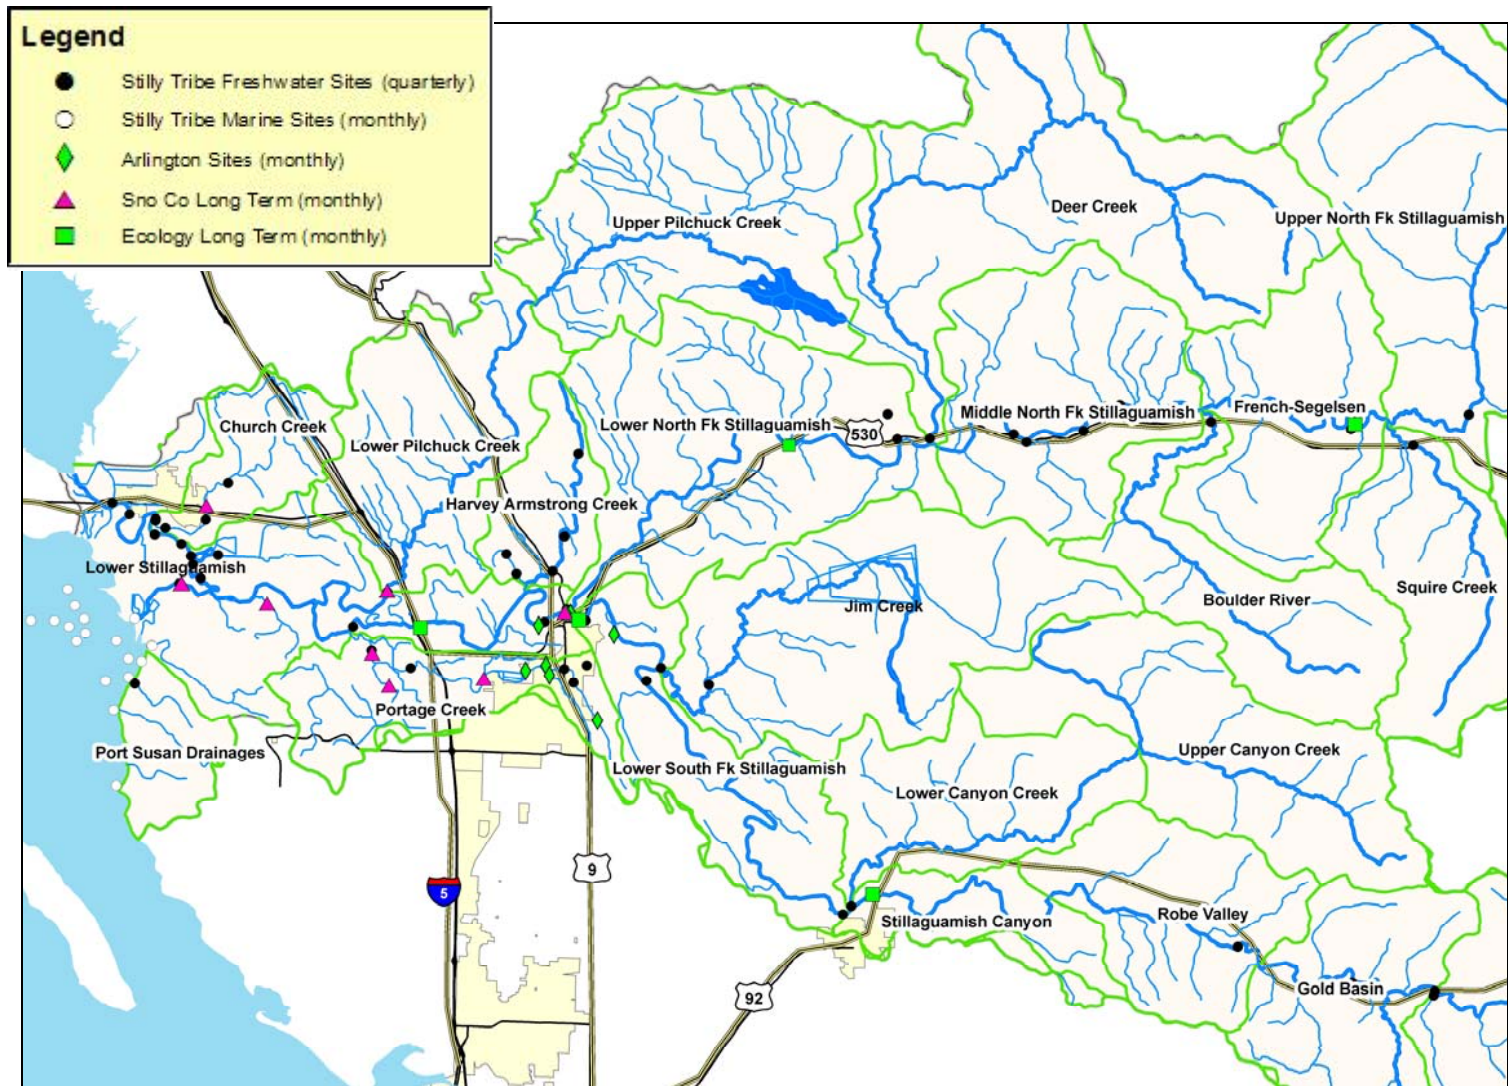 Legend
Stilly Tribe Freshwater Sites (quarterly)
Stilly Tribe Marine Sites (monthly)
Arlington Sites (monthly)
Sno Co Long Term (monthly)
Ecology Long Term (monthly)
Upper Pilchuck Creek
Deer Creek
Upper North Fk Stillaguamish
Church Creek
Lower Pilchuck Creek
Lower North Fk Stillaguamish
530
Middle North Fk Stillaguamish
French-Segelsen
Harvey Armstrong Creek
Lower Stillaguamish
Jim Creek
Boulder River
Squire Creek
Portage Creek
Port Susan Drainages
Lower South Fk Stillaguamish
Upper Canyon Creek
Lower Canyon Creek
5
9
Stillaguamish Canyon
Robe Valley
Gold Basin
92